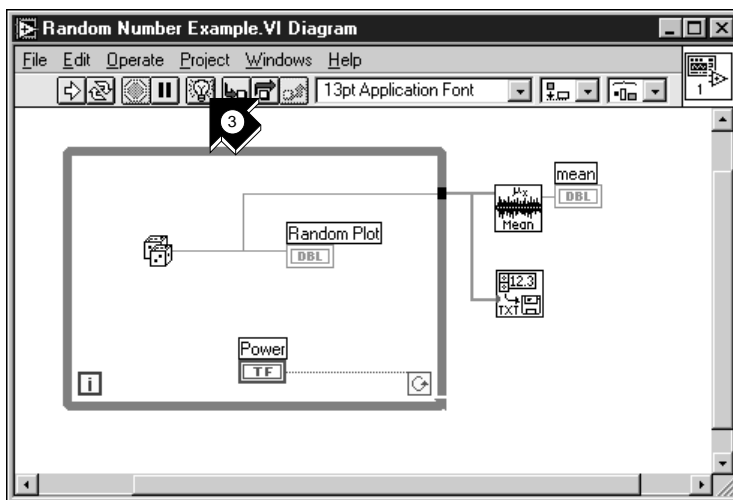 Random Number Example.VI Diagram
File Edit Operate Project Windows Help
13pt Application Font
1
3
mean
DBL
μx
Mean
Random Plot
DBL
12.3
TXT
Power
TF
i